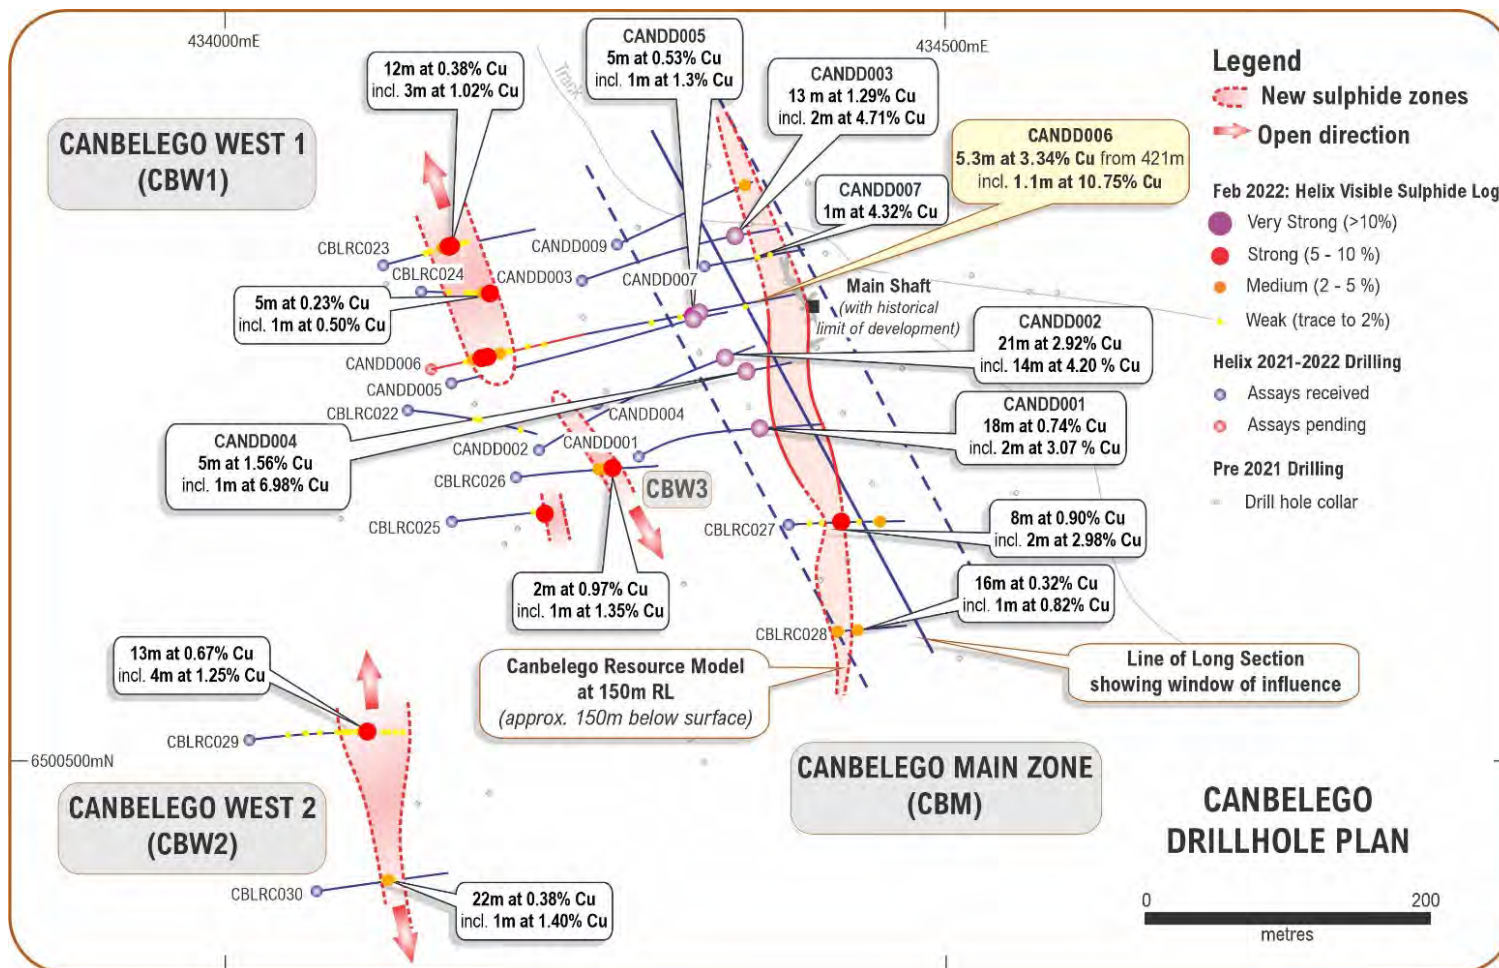 434000mE
434500mE
CANBELEGO WEST 1
(CBW1)
12m at 0.38% Cu
incl. 3m at 1.02% Cu
Track
CANDD005
5m at 0.53% Cu
incl. 1m at 1.3% Cu
CANDD003
13 m at 1.29% Cu
incl. 2m at 4.71% Cu
CANDD006
5.3m at 3.34% Cu from 421m
incl. 1.1m at 10.75% Cu
CANDD007
1m at 4.32% Cu
CBLRC023
CBLRC024
CANDD009
CANDD003
CANDD007
5m at 0.23% Cu
incl. 1m at 0.50% Cu
Main Shaft
(with historical
limit of development)
CANDD006
CANDD005
CBLRC022
CANDD002
21m at 2.92% Cu
incl. 14m at 4.20 % Cu
CANDD004
CANDD001
CANDD002
CANDD004
5m at 1.56% Cu
incl. 1m at 6.98% Cu
CANDD001
18m at 0.74% Cu
incl. 2m at 3.07 % Cu
CBLRC026
CBW3
CBLRC025
CBLRC027
8m at 0.90% Cu
incl. 2m at 2.98% Cu
2m at 0.97% Cu
incl. 1m at 1.35% Cu
16m at 0.32% Cu
incl. 1m at 0.82% Cu
CBLRC028
13m at 0.67% Cu
incl. 4m at 1.25% Cu
Canbelego Resource Model
at 150m RL
(approx. 150m below surface)
Line of Long Section
showing window of influence
CBLRC029
6500500mN
CANBELEGO WEST 2
(CBW2)
CANBELEGO MAIN ZONE
(CBM)
CBLRC030
22m at 0.38% Cu
incl. 1m at 1.40% Cu
Legend
New sulphide zones
Open direction
Feb 2022: Helix Visible Sulphide Log
Very Strong (>10%)
Strong (5 - 10 %)
Medium (2 - 5 %)
Weak (trace to 2%)
Helix 2021-2022 Drilling
Assays received
Assays pending
Pre 2021 Drilling
Drill hole collar
CANBELEGO
DRILLHOLE PLAN
0
200
metres